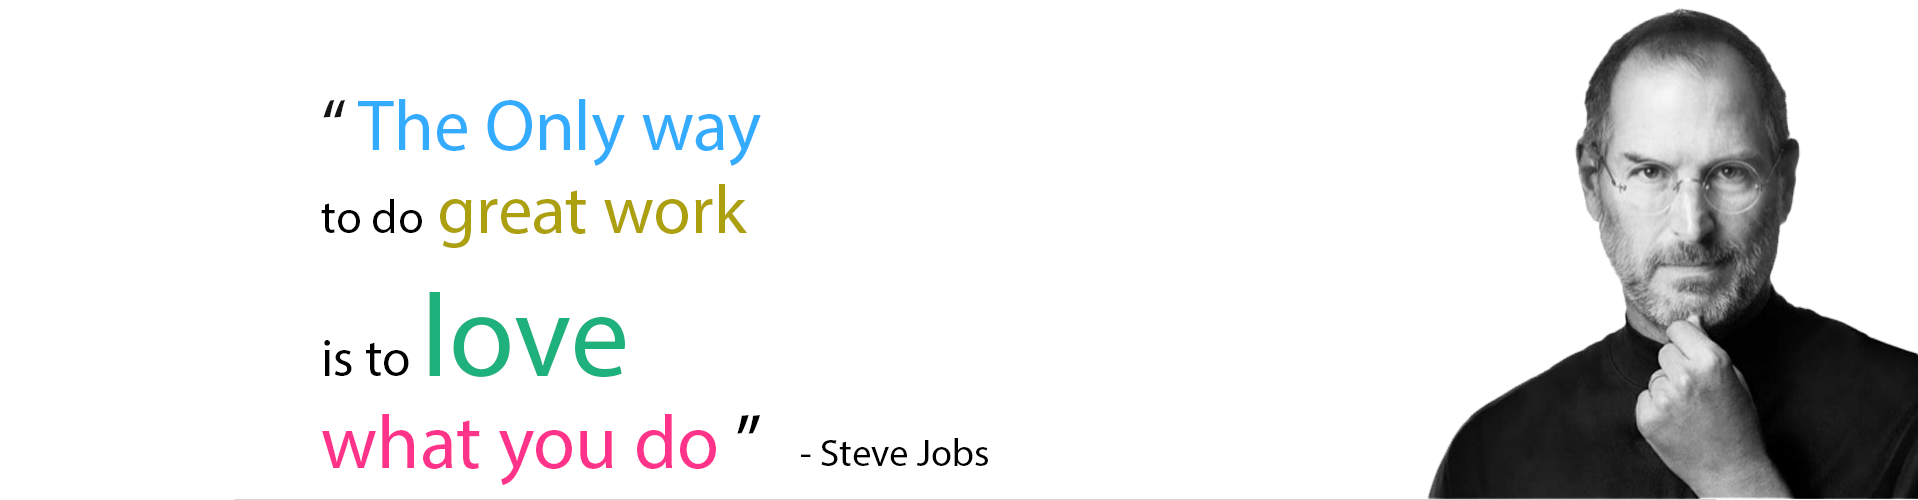 “ The Only way
to do great work
is to love
what you do ” - Steve Jobs